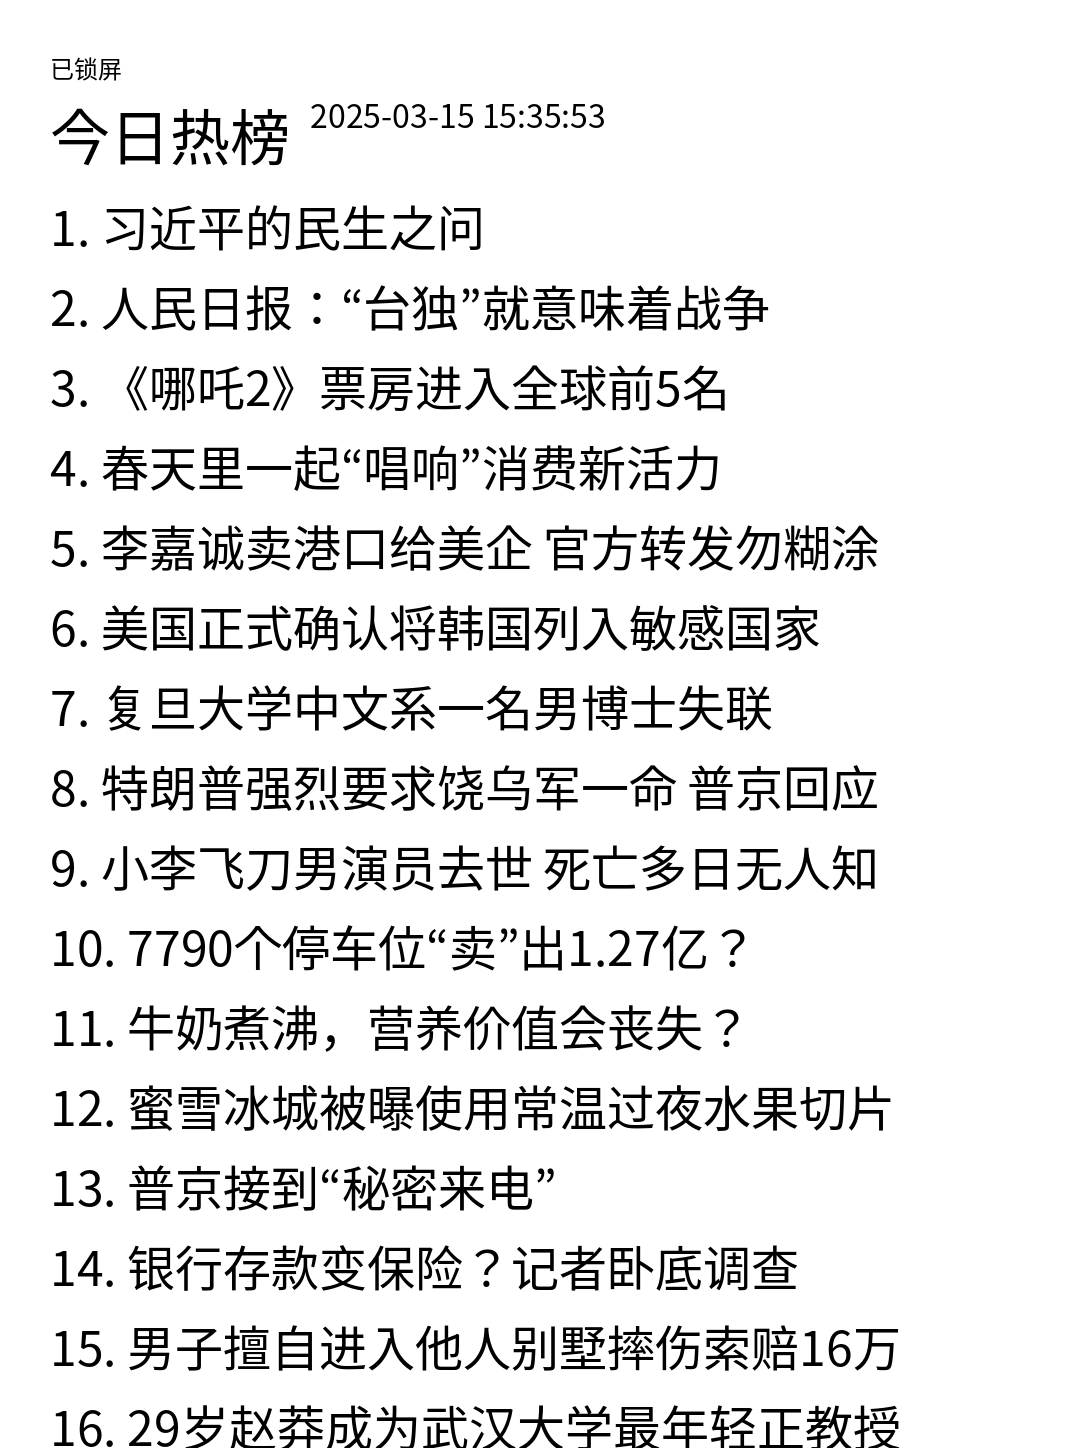 已锁屏
今日热榜 2025-03-15 15:35:53
1. 习近平的民生之问
2. 人民日报：“台独”就意味着战争
3. 《哪吒2》票房进入全球前5名
4. 春天里一起“唱响”消费新活力
5. 李嘉诚卖港口给美企 官方转发勿糊涂
6. 美国正式确认将韩国列入敏感国家
7. 复旦大学中文系一名男博士失联
8. 特朗普强烈要求饶乌军一命 普京回应
9. 小李飞刀男演员去世 死亡多日无人知
10. 7790个停车位“卖”出1.27亿？
11. 牛奶煮沸，营养价值会丧失？
12. 蜜雪冰城被曝使用常温过夜水果切片
13. 普京接到“秘密来电”
14. 银行存款变保险？记者卧底调查
15. 男子擅自进入他人别墅摔伤索赔16万
16. 29岁赵莽成为武汉大学最年轻正教授